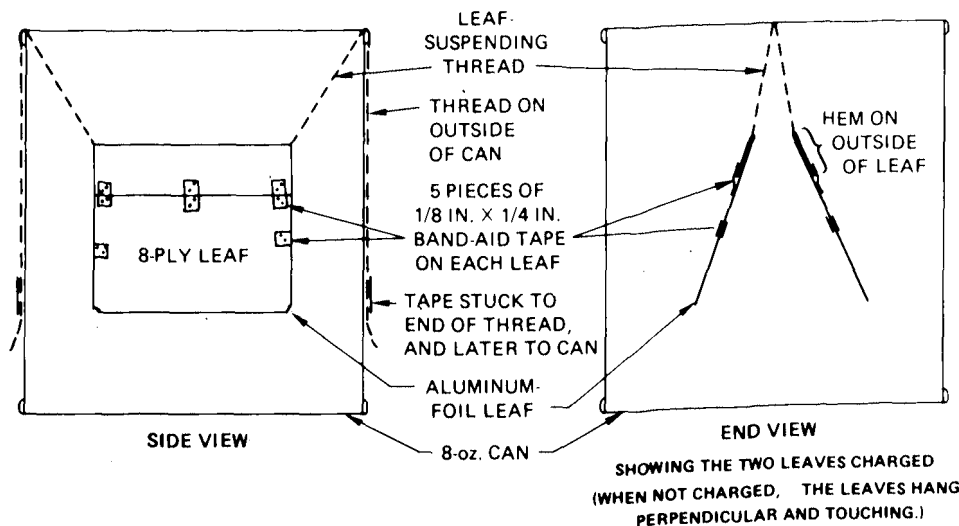 LEAF-
SUSPENDING
THREAD
THREAD ON
OUTSIDE
OF CAN
5 PIECES OF
1/8 IN. × 1/4 IN.
BAND-AID TAPE
ON EACH LEAF
8-PLY LEAF
TAPE STUCK TO
END OF THREAD,
AND LATER TO CAN
ALUMINUM-
FOIL LEAF
SIDE VIEW
8-oz. CAN
HEM ON
OUTSIDE
OF LEAF
END VIEW
SHOWING THE TWO LEAVES CHARGED
(WHEN NOT CHARGED, THE LEAVES HANG
PERPENDICULAR AND TOUCHING.)